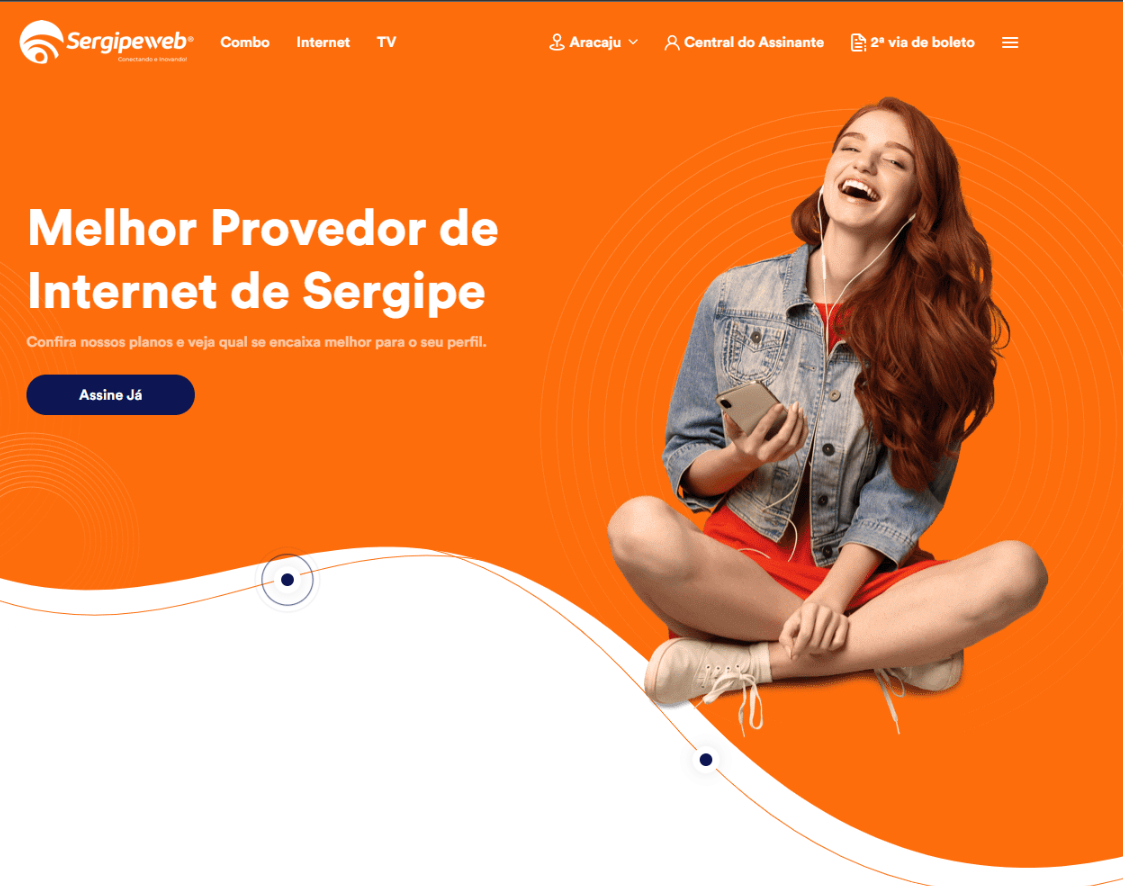 Sergipeweb®
Conectando e Inovando!
Combo
Internet
TV
Aracaju
Central do Assinante
2ª via de boleto
Melhor Provedor de
Internet de Sergipe
Confira nossos planos e veja qual se encaixa melhor para o seu perfil.
Assine Já